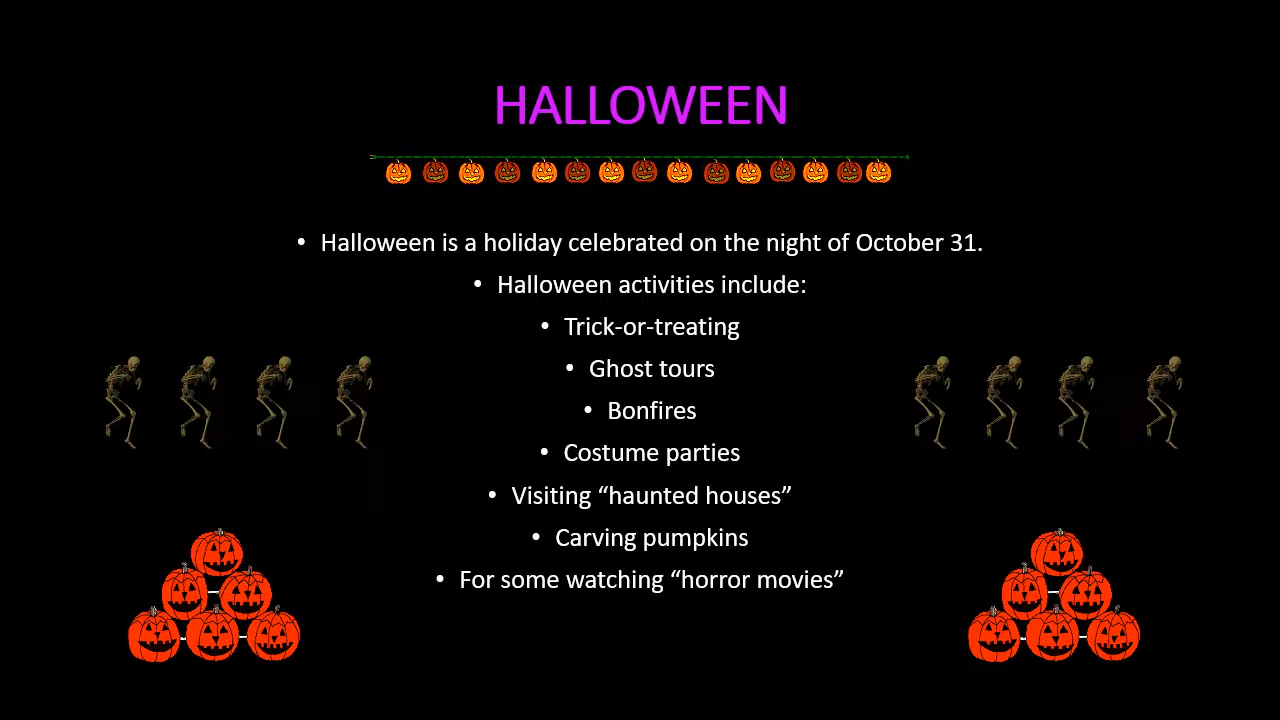 HALLOWEEN
• Halloween is a holiday celebrated on the night of October 31.
• Halloween activities include:
• Trick-or-treating
• Ghost tours
• Bonfires
• Costume parties
• Visiting “haunted houses”
• Carving pumpkins
• For some watching “horror movies”